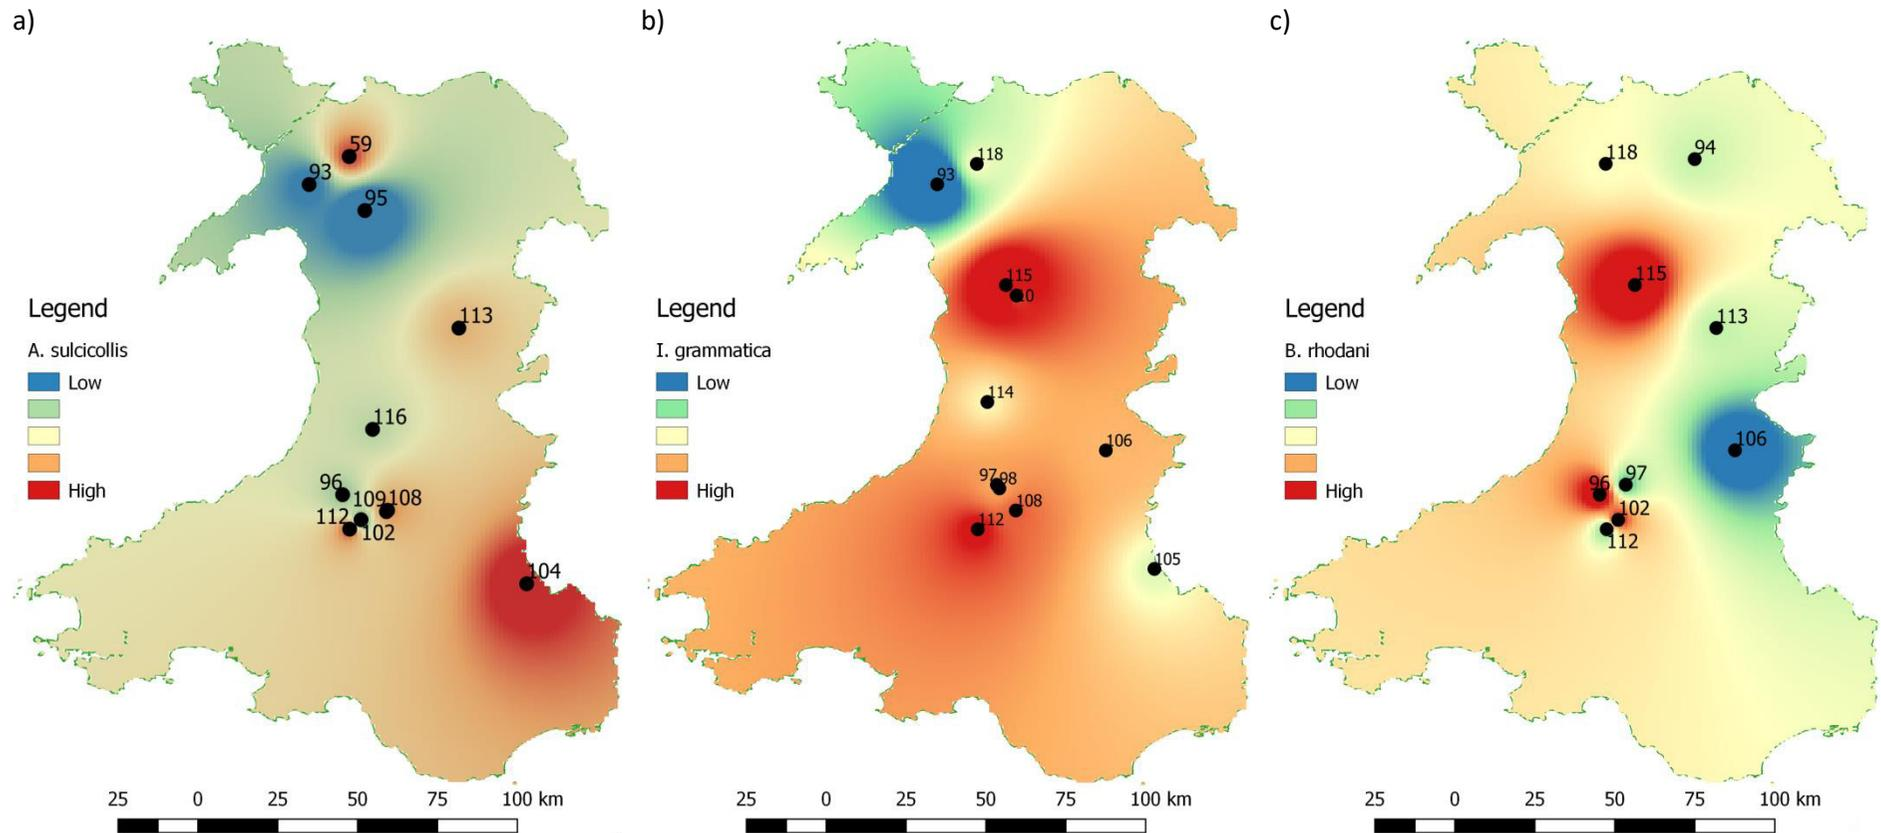 a)
59
93
95
113
116
96
109
108
112
102
104
Legend
A. sulcicollis
Low
High
25 0 25 50 75 100 km
b)
118
93
115
10
114
106
97
98
108
112
105
Legend
I. grammatica
Low
High
25 0 25 50 75 100 km
c)
118
94
115
113
106
97
96
102
112
Legend
B. rhodani
Low
High
25 0 25 50 75 100 km